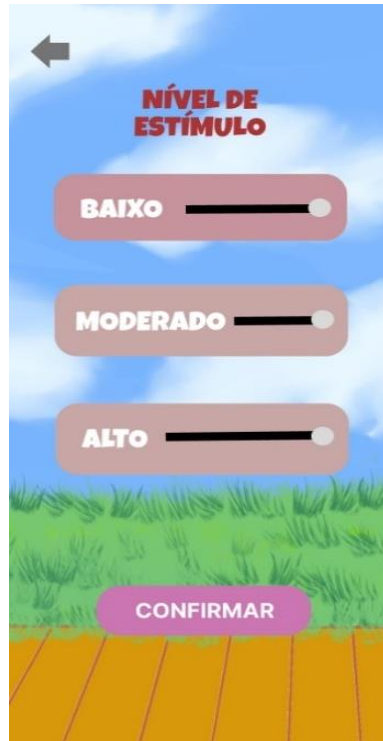 NÍVEL DE
ESTÍMULO
BAIXO
MODERADO
ALTO
CONFIRMAR